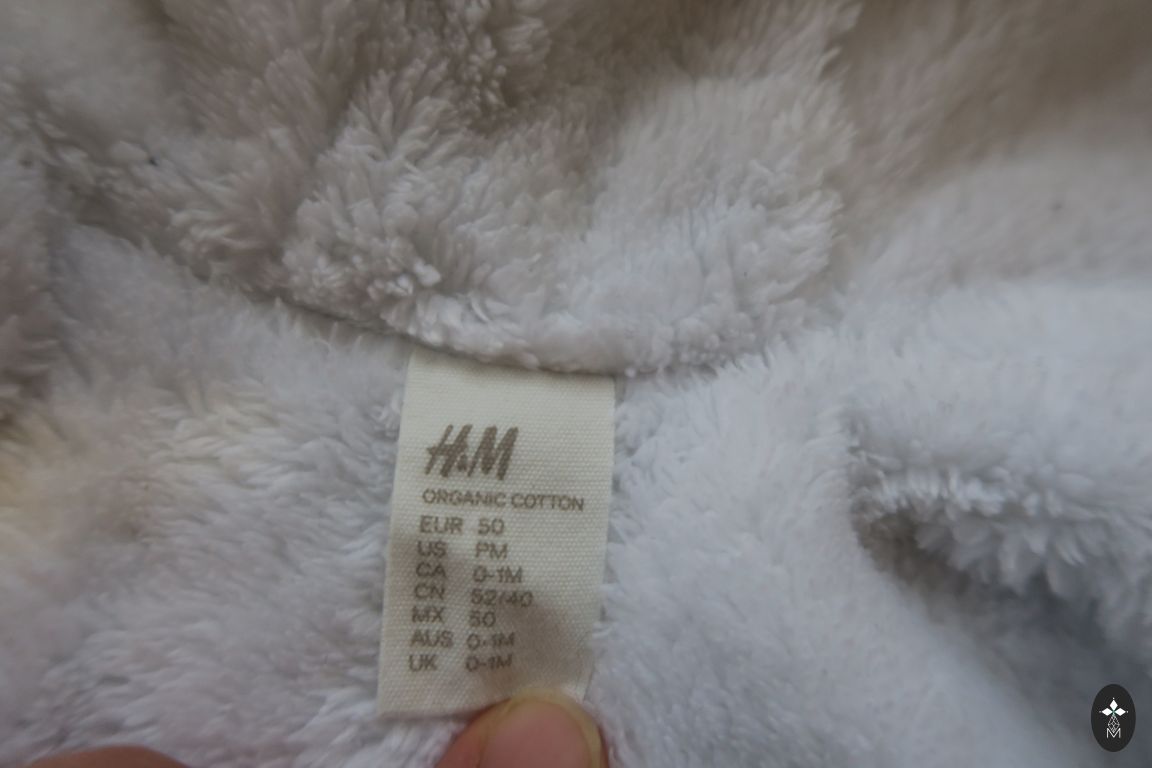 H&M
ORGANIC COTTON
EUR 50
US PM
CA 0-1M
CN 52/40
MX 50
AUS 0-1M
UK 0-1M
M